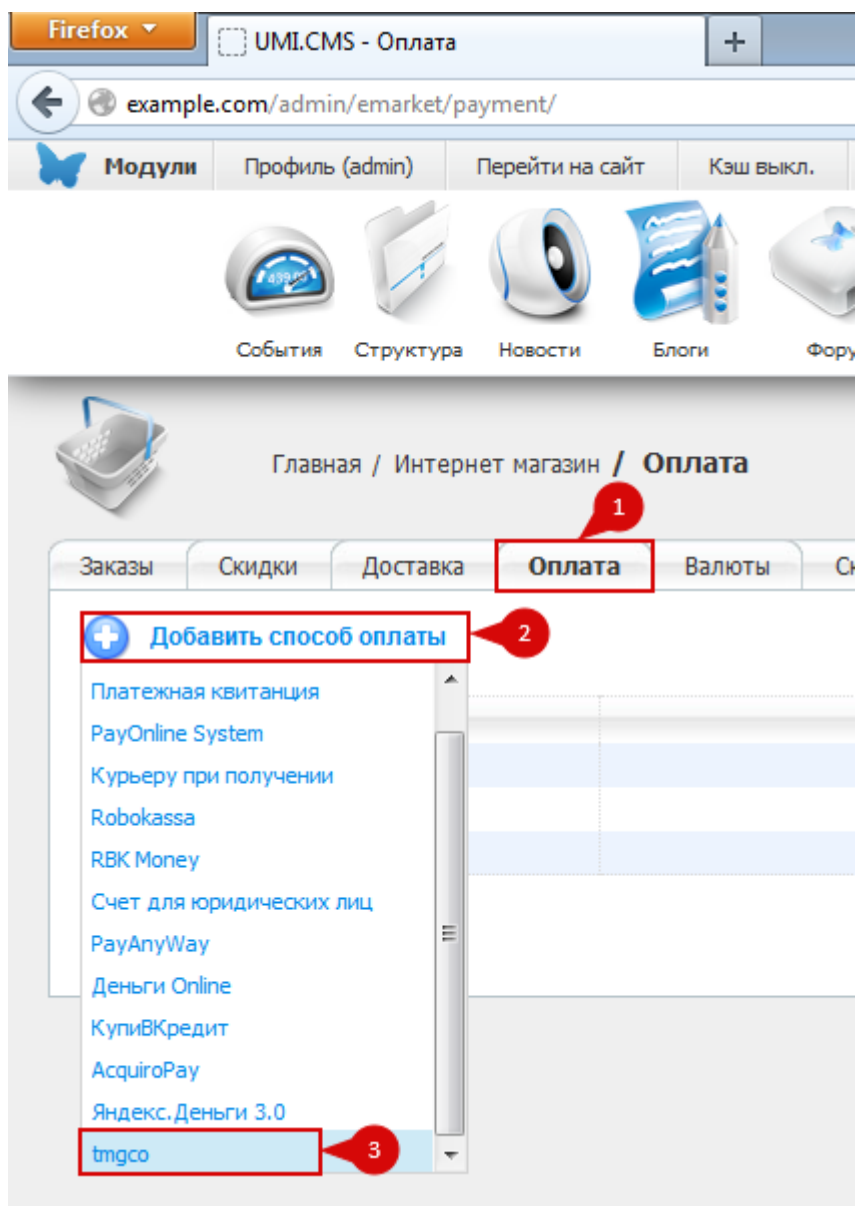 Firefox
UMI.CMS - Оплата
example.com/admin/emarket/payment/
Модули Профиль (admin) Перейти на сайт Кэш выкл.
События Структура Новости Блоги
Главная / Интернет магазин / Оплата
1
Заказы Скидки Доставка Оплата Валюты
Добавить способ оплаты 2
Платежная квитанция
PayOnline System
Курьеру при получении
Robokassa
RBK Money
Счет для юридических лиц
PayAnyWay
Деньги Online
КупиВКредит
AcquiroPay
Яндекс.Деньги 3.0
tmgco 3